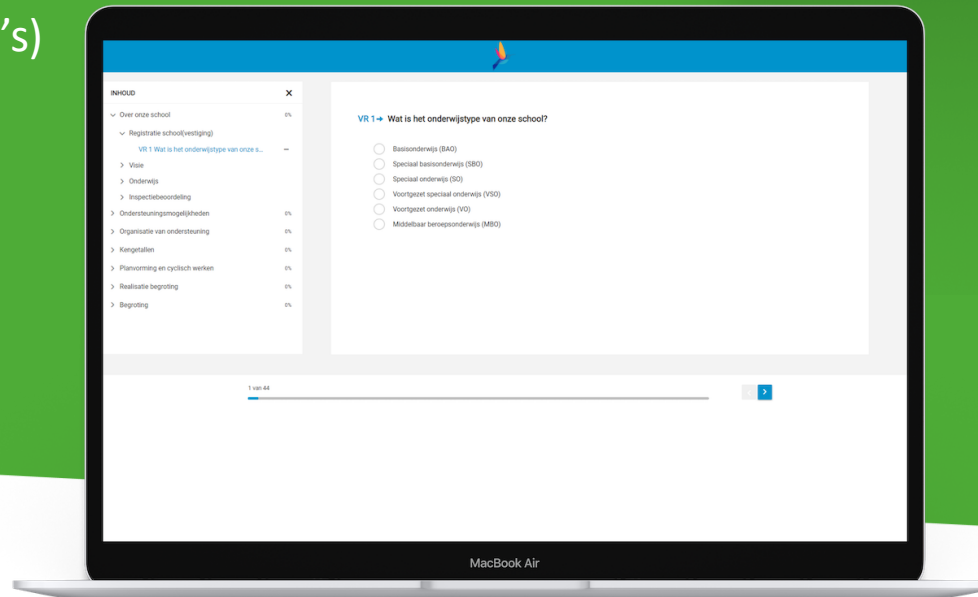 's)
INHOUD
Over onze school 0%
Registratie school(vestiging)
VR 1 Wat is het onderwijstype van onze s...
Visie
Onderwijs
Inspectiebeoordeling
Ondersteuningsmogelijkheden 0%
Organisatie van ondersteuning 0%
Kengetallen 0%
Planvorming en cyclisch werken 0%
Realisatie begroting 0%
Begroting 0%
VR 1→ Wat is het onderwijstype van onze school?
Basisonderwijs (BAO)
Speciaal basisonderwijs (SBO)
Speciaal onderwijs (SO)
Voortgezet speciaal onderwijs (VSO)
Voortgezet onderwijs (VO)
Middelbaar beroepsonderwijs (MBO)
1 van 44
MacBook Air